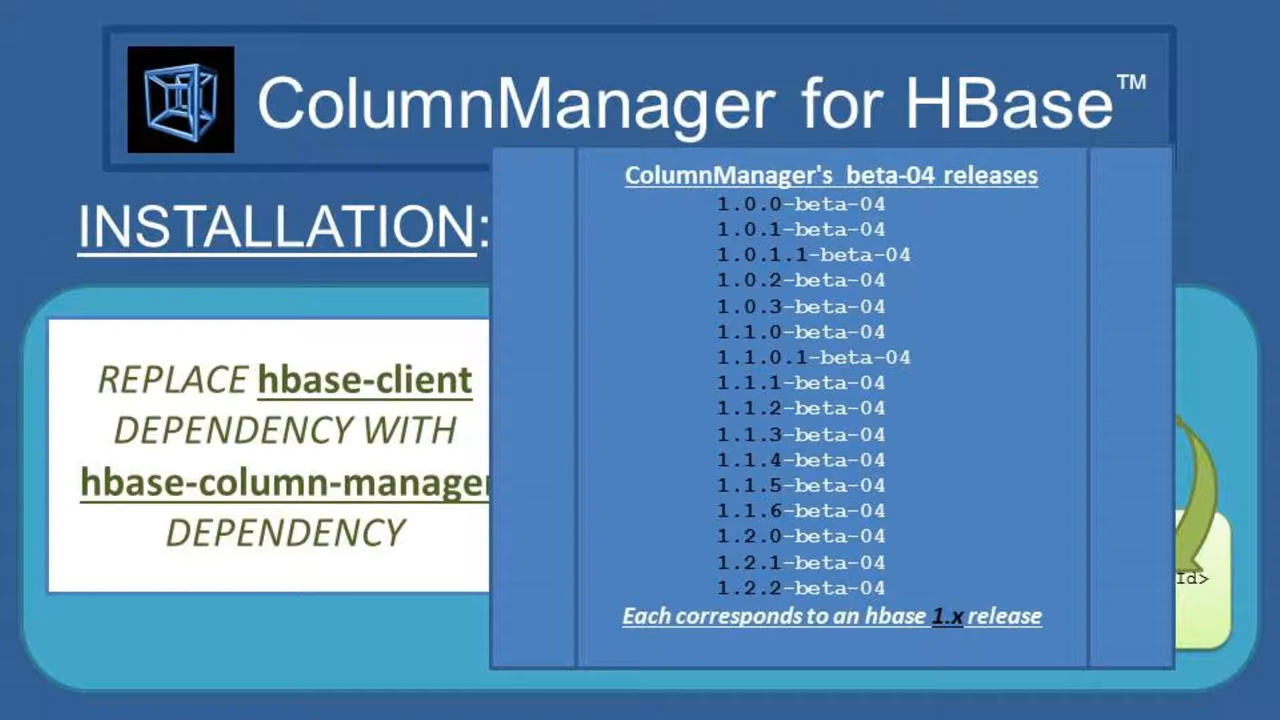 ColumnManager for HBase™
INSTALLATION:
REPLACE hbase-client
DEPENDENCY WITH
hbase-column-manager
DEPENDENCY
ColumnManager's beta-04 releases
1.0.0-beta-04
1.0.1-beta-04
1.0.1.1-beta-04
1.0.2-beta-04
1.0.3-beta-04
1.1.0-beta-04
1.1.0.1-beta-04
1.1.1-beta-04
1.1.2-beta-04
1.1.3-beta-04
1.1.4-beta-04
1.1.5-beta-04
1.1.6-beta-04
1.2.0-beta-04
1.2.1-beta-04
1.2.2-beta-04
Each corresponds to an hbase 1.x release
Id>